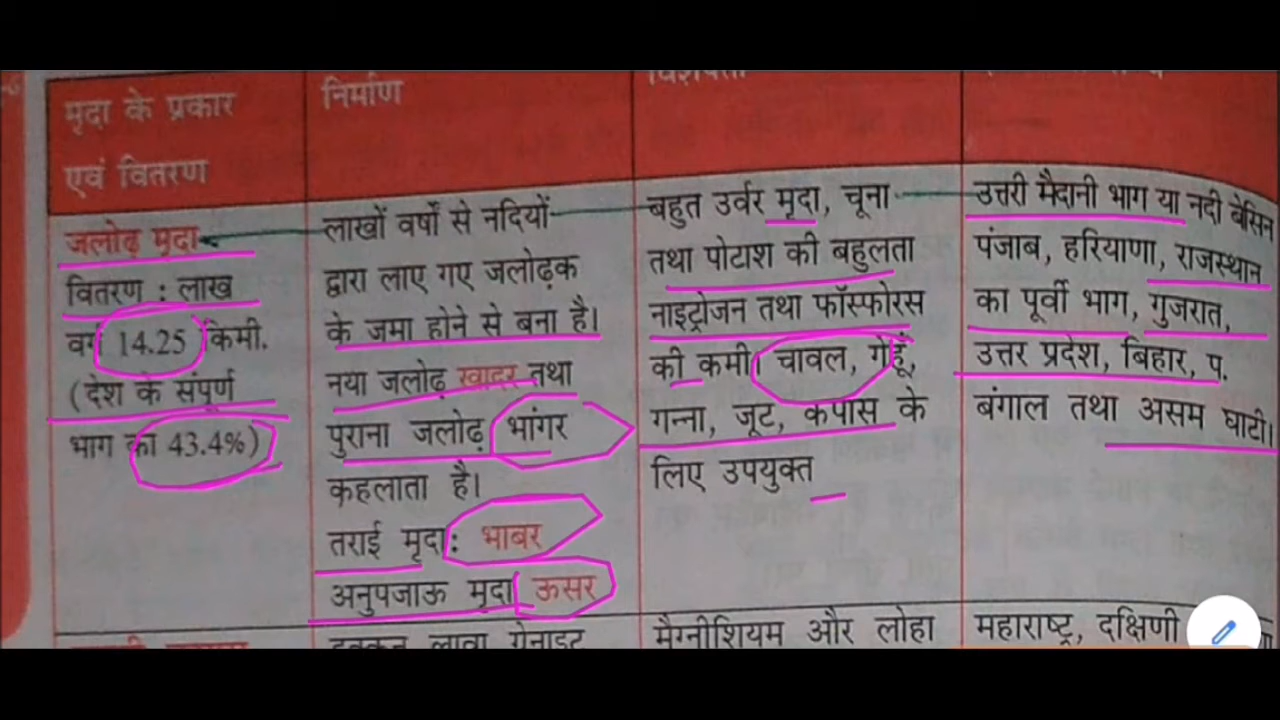 मृदा के प्रकार
एवं वितरण
निर्माण
जलोढ़ मृदा
वितरण : लाख
वर्ग 14.25 किमी.
(देश के संपूर्ण
भाग का 43.4%)
लाखों वर्षों से नदियों
द्वारा लाए गए जलोढ़क
के जमा होने से बना है।
नया जलोढ़ खादर तथा
पुराना जलोढ़ भांगर
कहलाता है।
तराई मृदा : भाबर
अनुपजाऊ मृदा ऊसर
बहुत उर्वर मृदा, चूना
तथा पोटाश की बहुलता
नाइट्रोजन तथा फॉस्फोरस
की कमी। चावल, गेहूँ,
गन्ना, जूट, कपास के
लिए उपयुक्त
उत्तरी मैदानी भाग या नदी बेसिन
पंजाब, हरियाणा, राजस्थान
का पूर्वी भाग, गुजरात,
उत्तर प्रदेश, बिहार, प.
बंगाल तथा असम घाटी।
मैग्नीशियम और लोहा
महाराष्ट्र, दक्षिणी